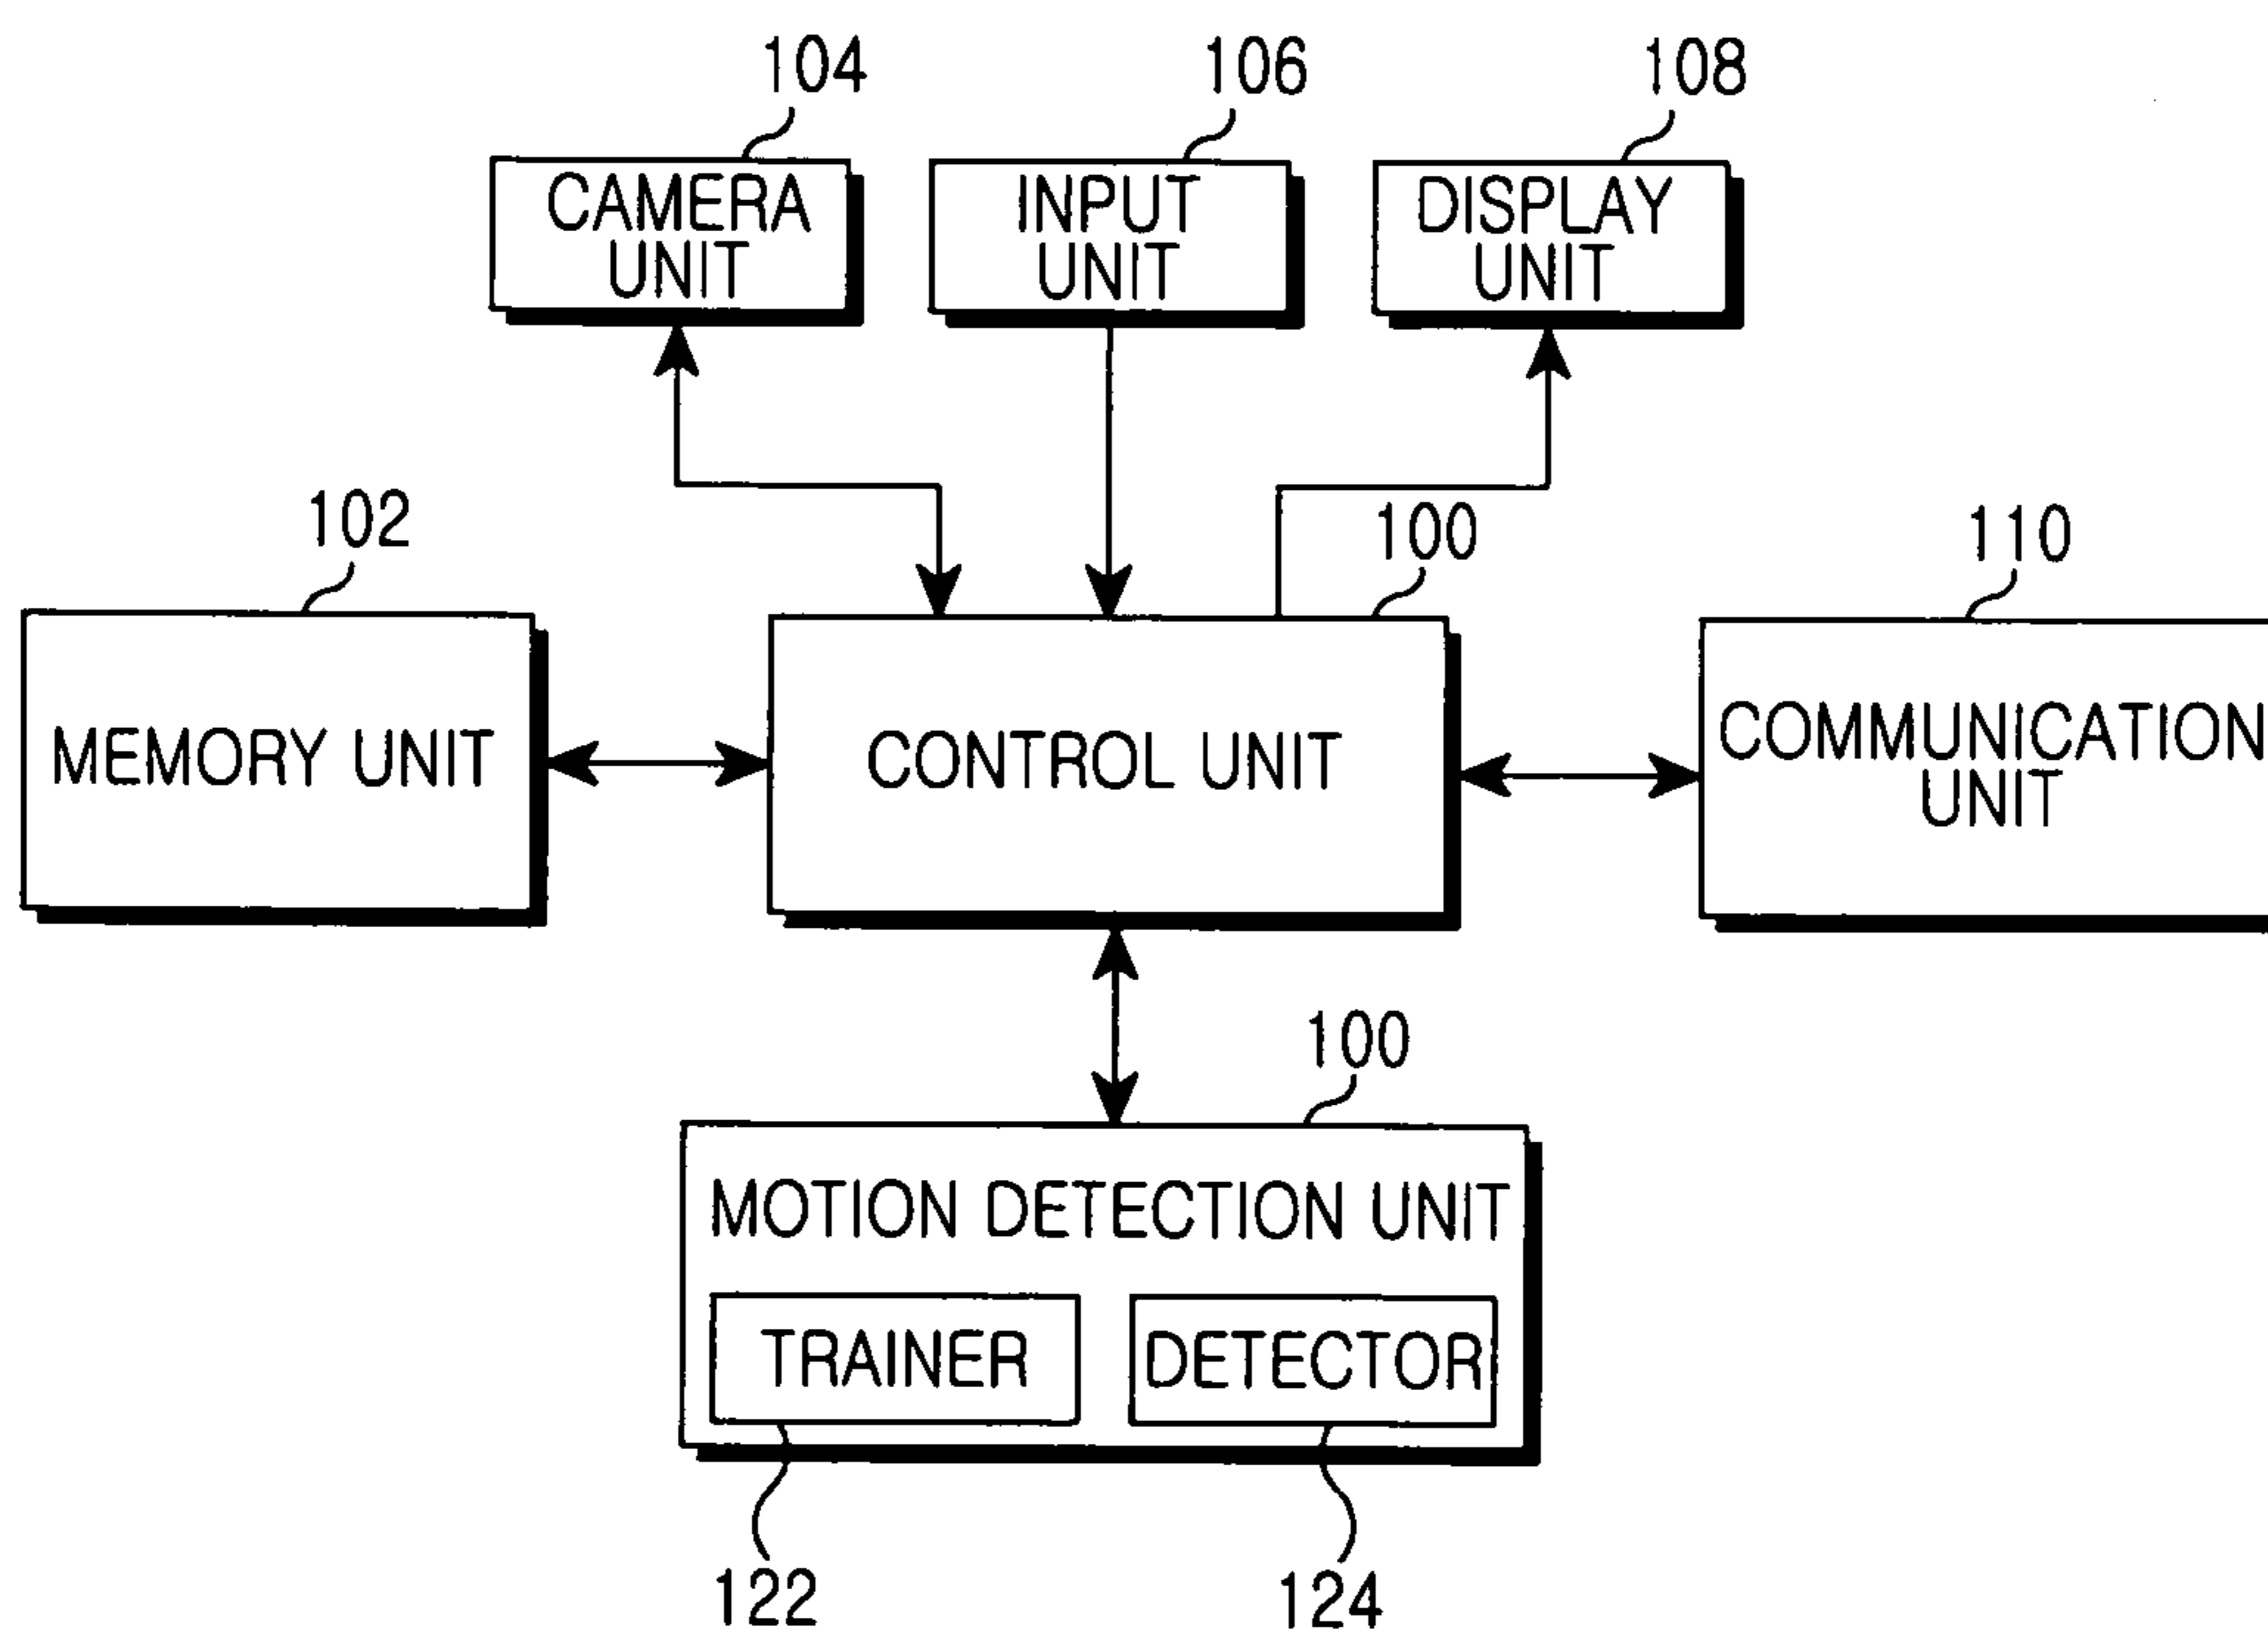 104
106
108
CAMERA
UNIT
INPUT
UNIT
DISPLAY
UNIT
102
100
110
MEMORY UNIT
CONTROL UNIT
COMMUNICATION
UNIT
100
MOTION DETECTION UNIT
TRAINER
DETECTOR
122
124